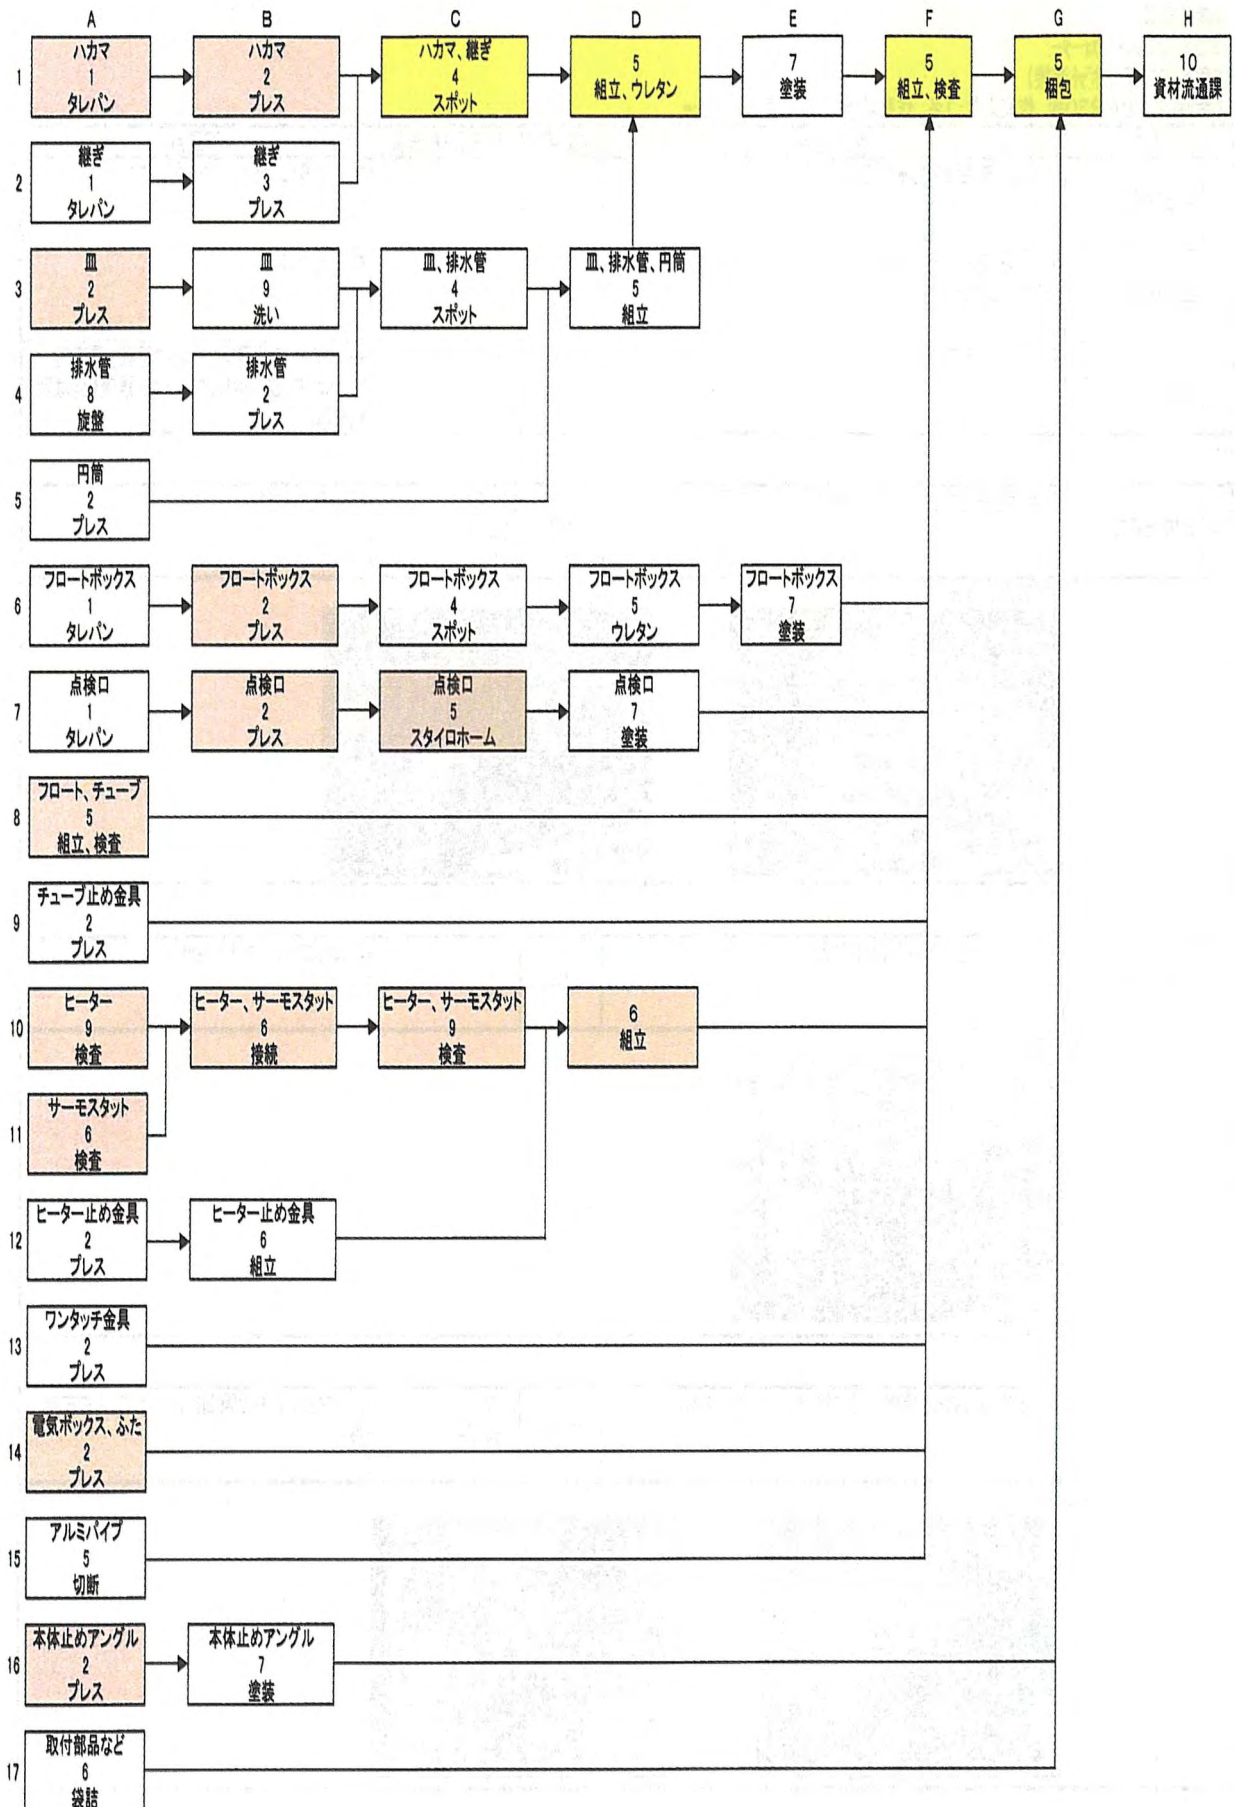 A B C D E F G H
1
ハカマ
1
タレパン
ハカマ
2
プレス
ハカマ、継ぎ
4
スポット
5
組立、ウレタン
7
塗装
5
組立、検査
5
梱包
10
資材流通課
2
継ぎ
1
タレパン
継ぎ
3
プレス
3
皿
2
プレス
皿
9
洗い
皿、排水管
4
スポット
皿、排水管、円筒
5
組立
4
排水管
8
旋盤
排水管
2
プレス
5
円筒
2
プレス
6
フロートボックス
1
タレパン
フロートボックス
2
プレス
フロートボックス
4
スポット
フロートボックス
5
ウレタン
フロートボックス
7
塗装
7
点検口
1
タレパン
点検口
2
プレス
点検口
5
スタイロホーム
点検口
7
塗装
8
フロート、チューブ
5
組立、検査
9
チューブ止め金具
2
プレス
10
ヒーター
9
検査
ヒーター、サーモスタット
6
接続
ヒーター、サーモスタット
9
検査
6
組立
11
サーモスタット
6
検査
12
ヒーター止め金具
2
プレス
ヒーター止め金具
6
組立
13
ワンタッチ金具
2
プレス
14
電気ボックス、ふた
2
プレス
15
アルミパイプ
5
切断
16
本体止めアングル
2
プレス
本体止めアングル
7
塗装
17
取付部品など
6
袋詰